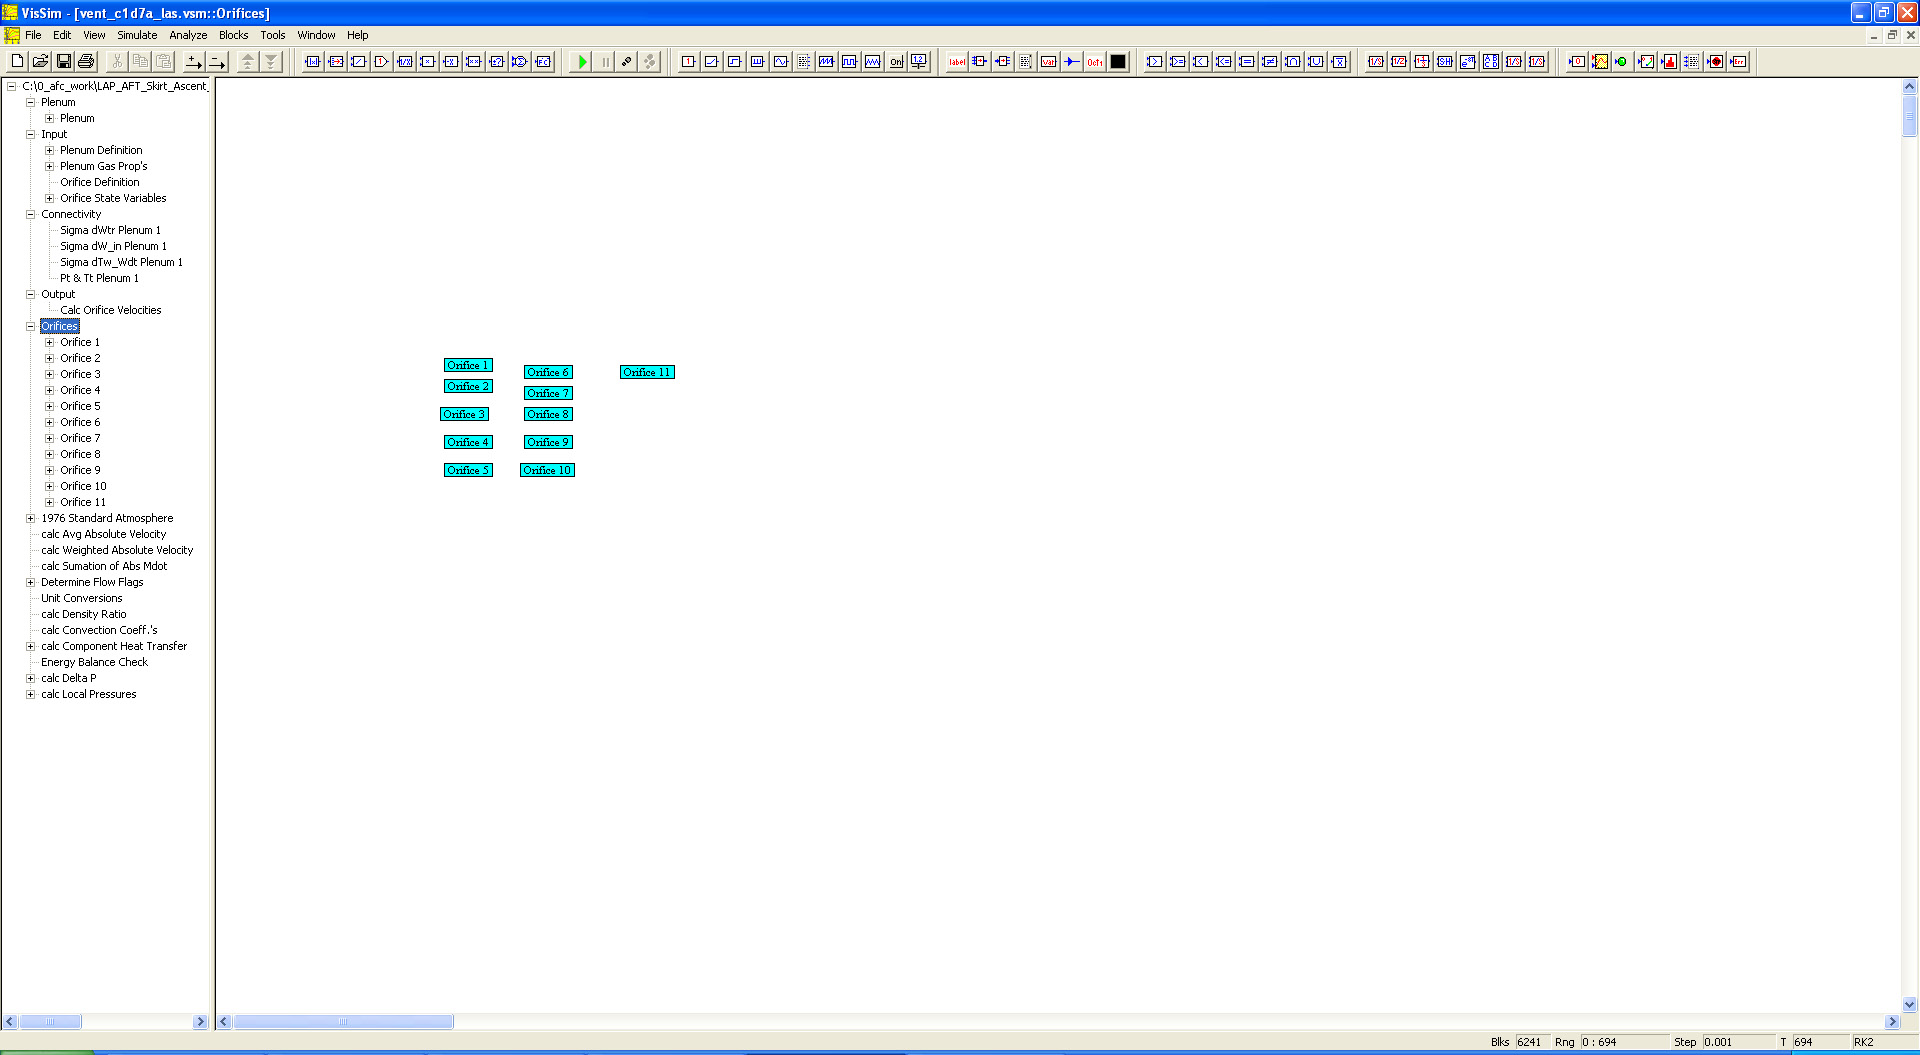 VisSim - [vent_c1d7a_las.vsm::Orifices]
File Edit View Simulate Analyze Blocks Tools Window Help
C:\0_afc_work\LAP_AFT_Skirt_Ascent_
Plenum
Plenum
Input
Plenum Definition
Plenum Gas Prop's
Orifice Definition
Orifice State Variables
Connectivity
Sigma dWtr Plenum 1
Sigma dW_in Plenum 1
Sigma dTw_Wdt Plenum 1
Pt & Tt Plenum 1
Output
Calc Orifice Velocities
Orifices
Orifice 1
Orifice 2
Orifice 3
Orifice 4
Orifice 5
Orifice 6
Orifice 7
Orifice 8
Orifice 9
Orifice 10
Orifice 11
1976 Standard Atmosphere
calc Avg Absolute Velocity
calc Weighted Absolute Velocity
calc Sumation of Abs Mdot
Determine Flow Flags
Unit Conversions
calc Density Ratio
calc Convection Coeff.'s
calc Component Heat Transfer
Energy Balance Check
calc Delta P
calc Local Pressures
Orifice 1
Orifice 2
Orifice 3
Orifice 4
Orifice 5
Orifice 6
Orifice 7
Orifice 8
Orifice 9
Orifice 10
Orifice 11
Blks 6241 Rng 0 : 694 Step 0.001 T 694 RK2